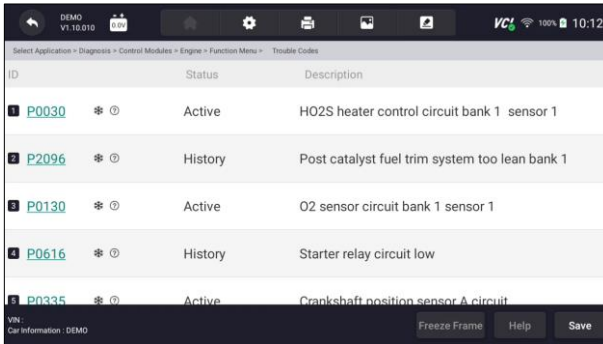 DEMO
V1.10.010
0.0V
VCI 100% 10:12
Select Application > Diagnosis > Control Modules > Engine > Function Menu > Trouble Codes
ID Status Description
1 P0030 Active HO2S heater control circuit bank 1 sensor 1
2 P2096 History Post catalyst fuel trim system too lean bank 1
3 P0130 Active O2 sensor circuit bank 1 sensor 1
4 P0616 History Starter relay circuit low
5 P0335 Active Crankshaft position sensor A circuit
VIN :
Car Information : DEMO
Freeze Frame Help Save